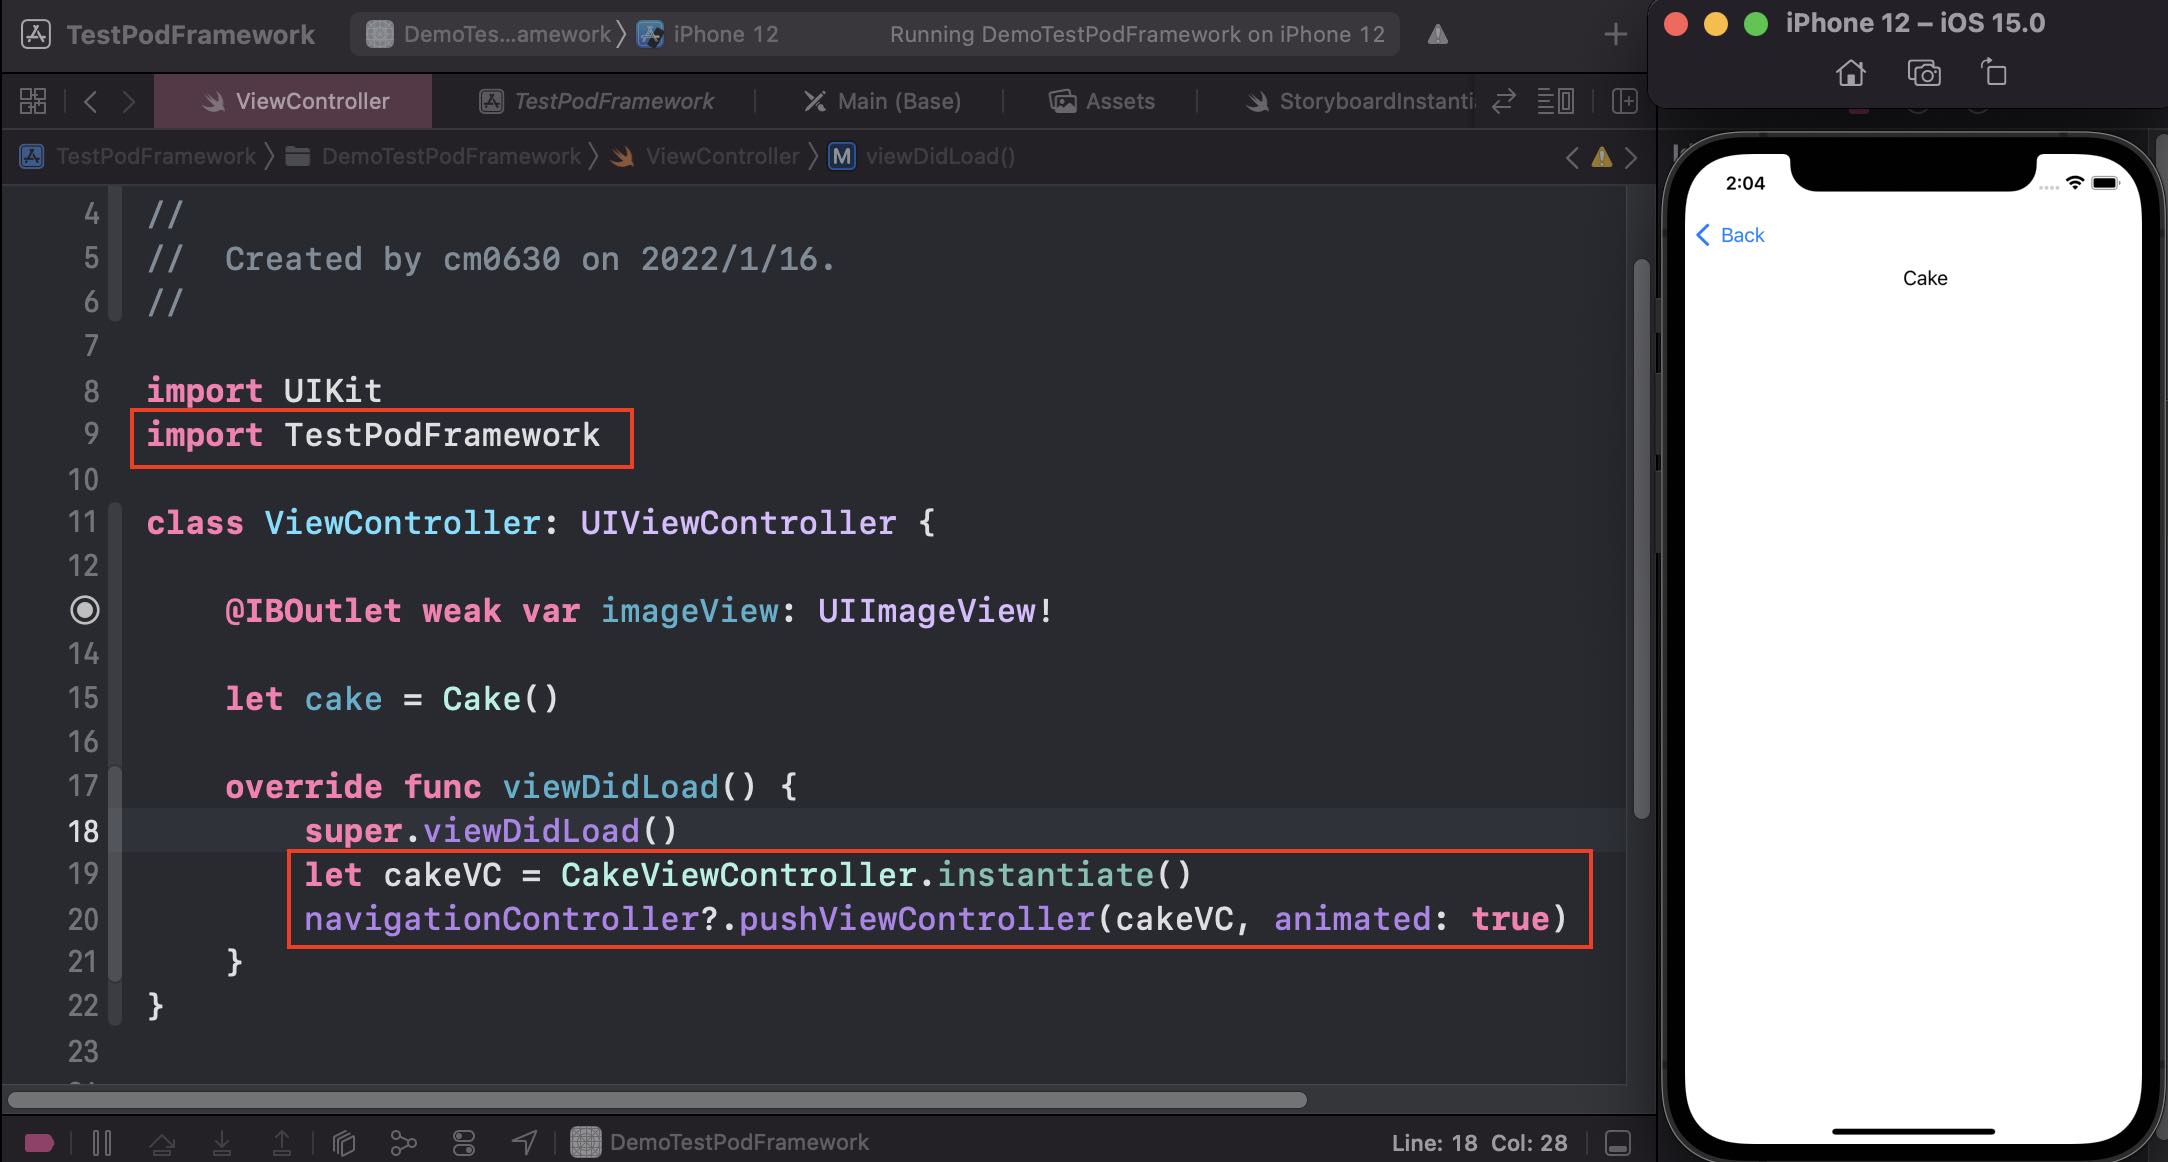 TestPodFramework
DemoTes...amework
iPhone 12
Running DemoTestPodFramework on iPhone 12
iPhone 12 – iOS 15.0
ViewController
TestPodFramework
Main (Base)
Assets
StoryboardInstanti
TestPodFramework
DemoTestPodFramework
ViewController
M
viewDidLoad()
4 //
5 //  Created by cm0630 on 2022/1/16.
6 //
7
8 import UIKit
9 import TestPodFramework
10
11 class ViewController: UIViewController {
12
@IBOutlet weak var imageView: UIImageView!
14
15 let cake = Cake()
16
17 override func viewDidLoad() {
18 super.viewDidLoad()
19 let cakeVC = CakeViewController.instantiate()
20 navigationController?.pushViewController(cakeVC, animated: true)
21 }
22 }
23
DemoTestPodFramework
Line: 18 Col: 28
2:04
Back
Cake